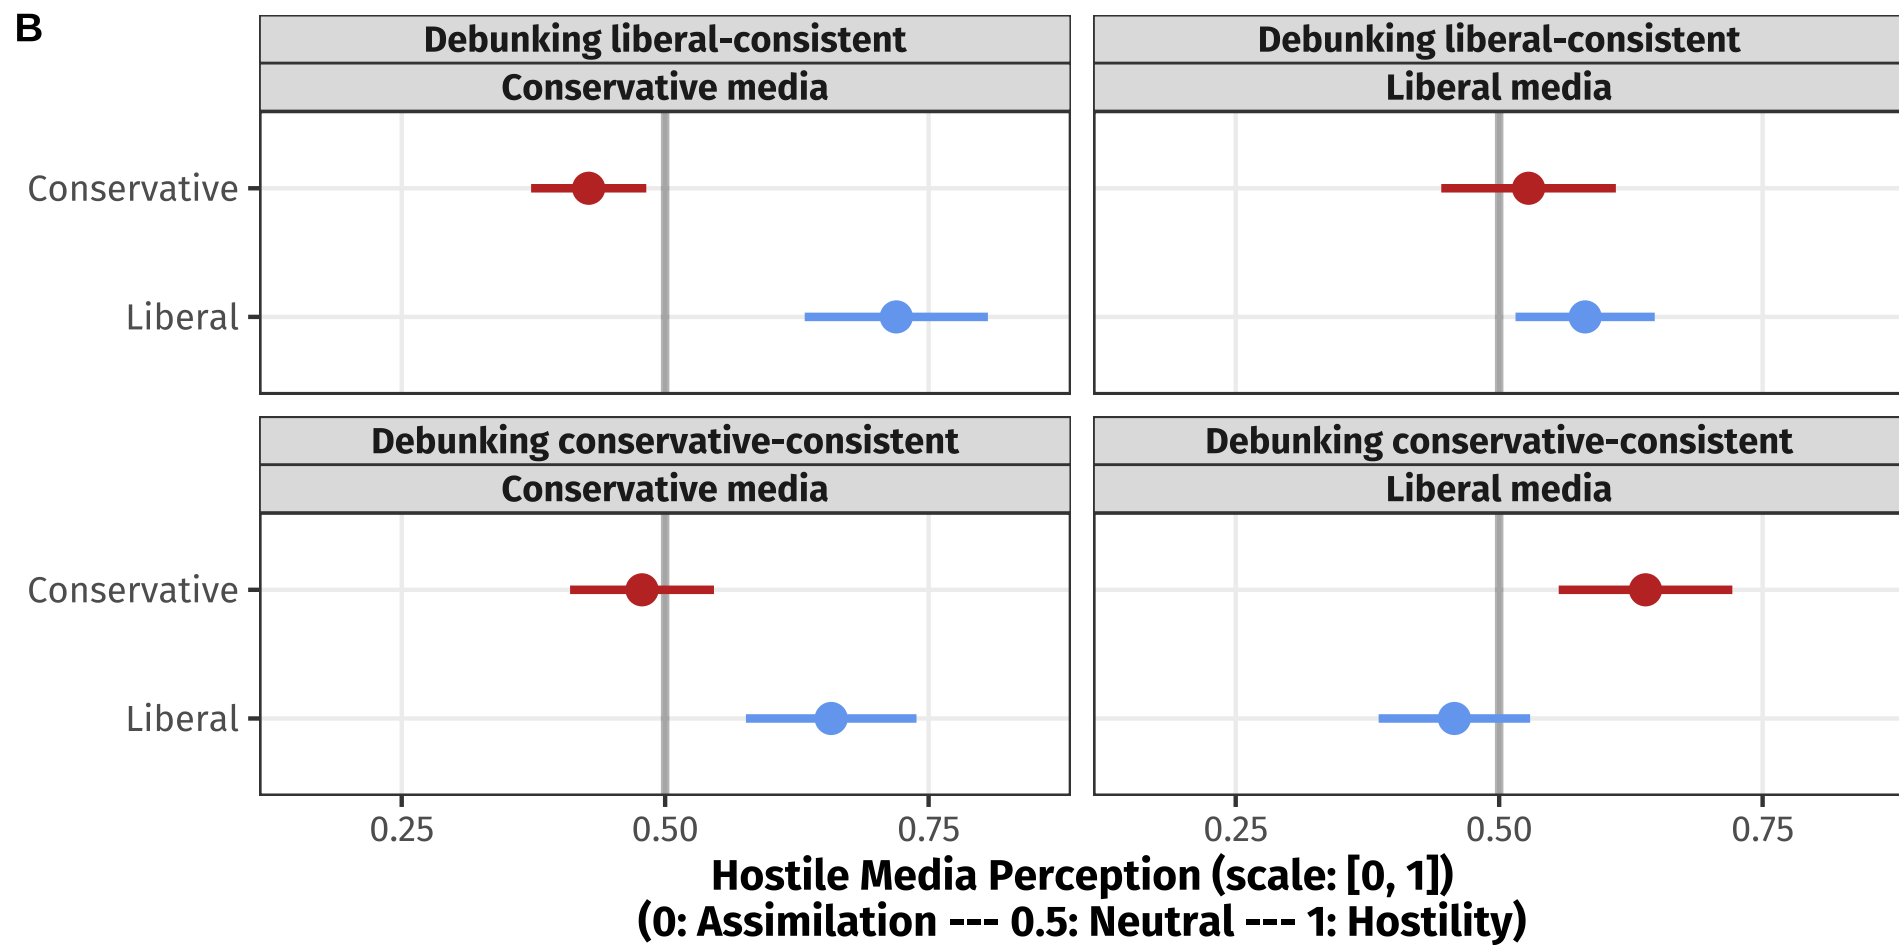 B
Debunking liberal-consistent
Conservative media
Debunking liberal-consistent
Liberal media
Conservative
Liberal
Debunking conservative-consistent
Conservative media
Debunking conservative-consistent
Liberal media
Conservative
Liberal
0.25 0.50 0.75
0.25 0.50 0.75
Hostile Media Perception (scale: [0, 1])
(0: Assimilation --- 0.5: Neutral --- 1: Hostility)